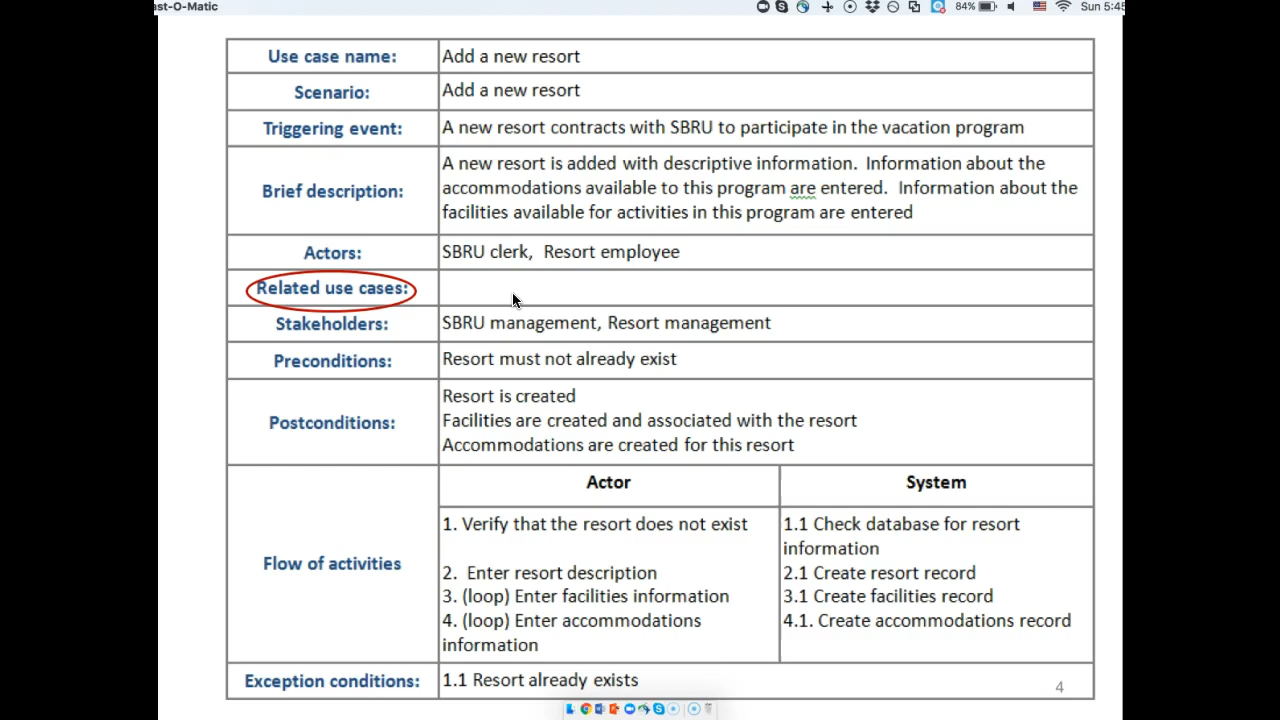 ast-O-Matic
84%
Sun 5:45
Use case name:
Add a new resort
Scenario:
Add a new resort
Triggering event:
A new resort contracts with SBRU to participate in the vacation program
Brief description:
A new resort is added with descriptive information.  Information about the
accommodations available to this program are entered.  Information about the
facilities available for activities in this program are entered
Actors:
SBRU clerk,  Resort employee
Related use cases:
Stakeholders:
SBRU management, Resort management
Preconditions:
Resort must not already exist
Postconditions:
Resort is created
Facilities are created and associated with the resort
Accommodations are created for this resort
Flow of activities
Actor
System
1. Verify that the resort does not exist
1.1 Check database for resort
information
2.  Enter resort description
2.1 Create resort record
3. (loop) Enter facilities information
3.1 Create facilities record
4. (loop) Enter accommodations
information
4.1. Create accommodations record
Exception conditions:
1.1 Resort already exists
4